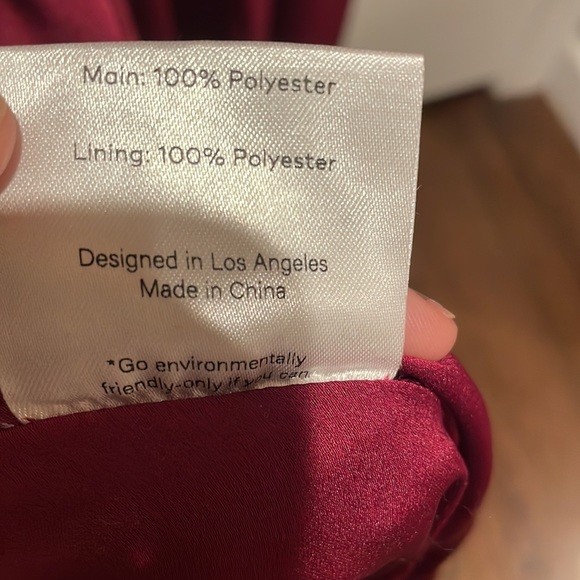 Main: 100% Polyester
Lining: 100% Polyester
Designed in Los Angeles
Made in China
*Go environmentally
friendly-only if you can